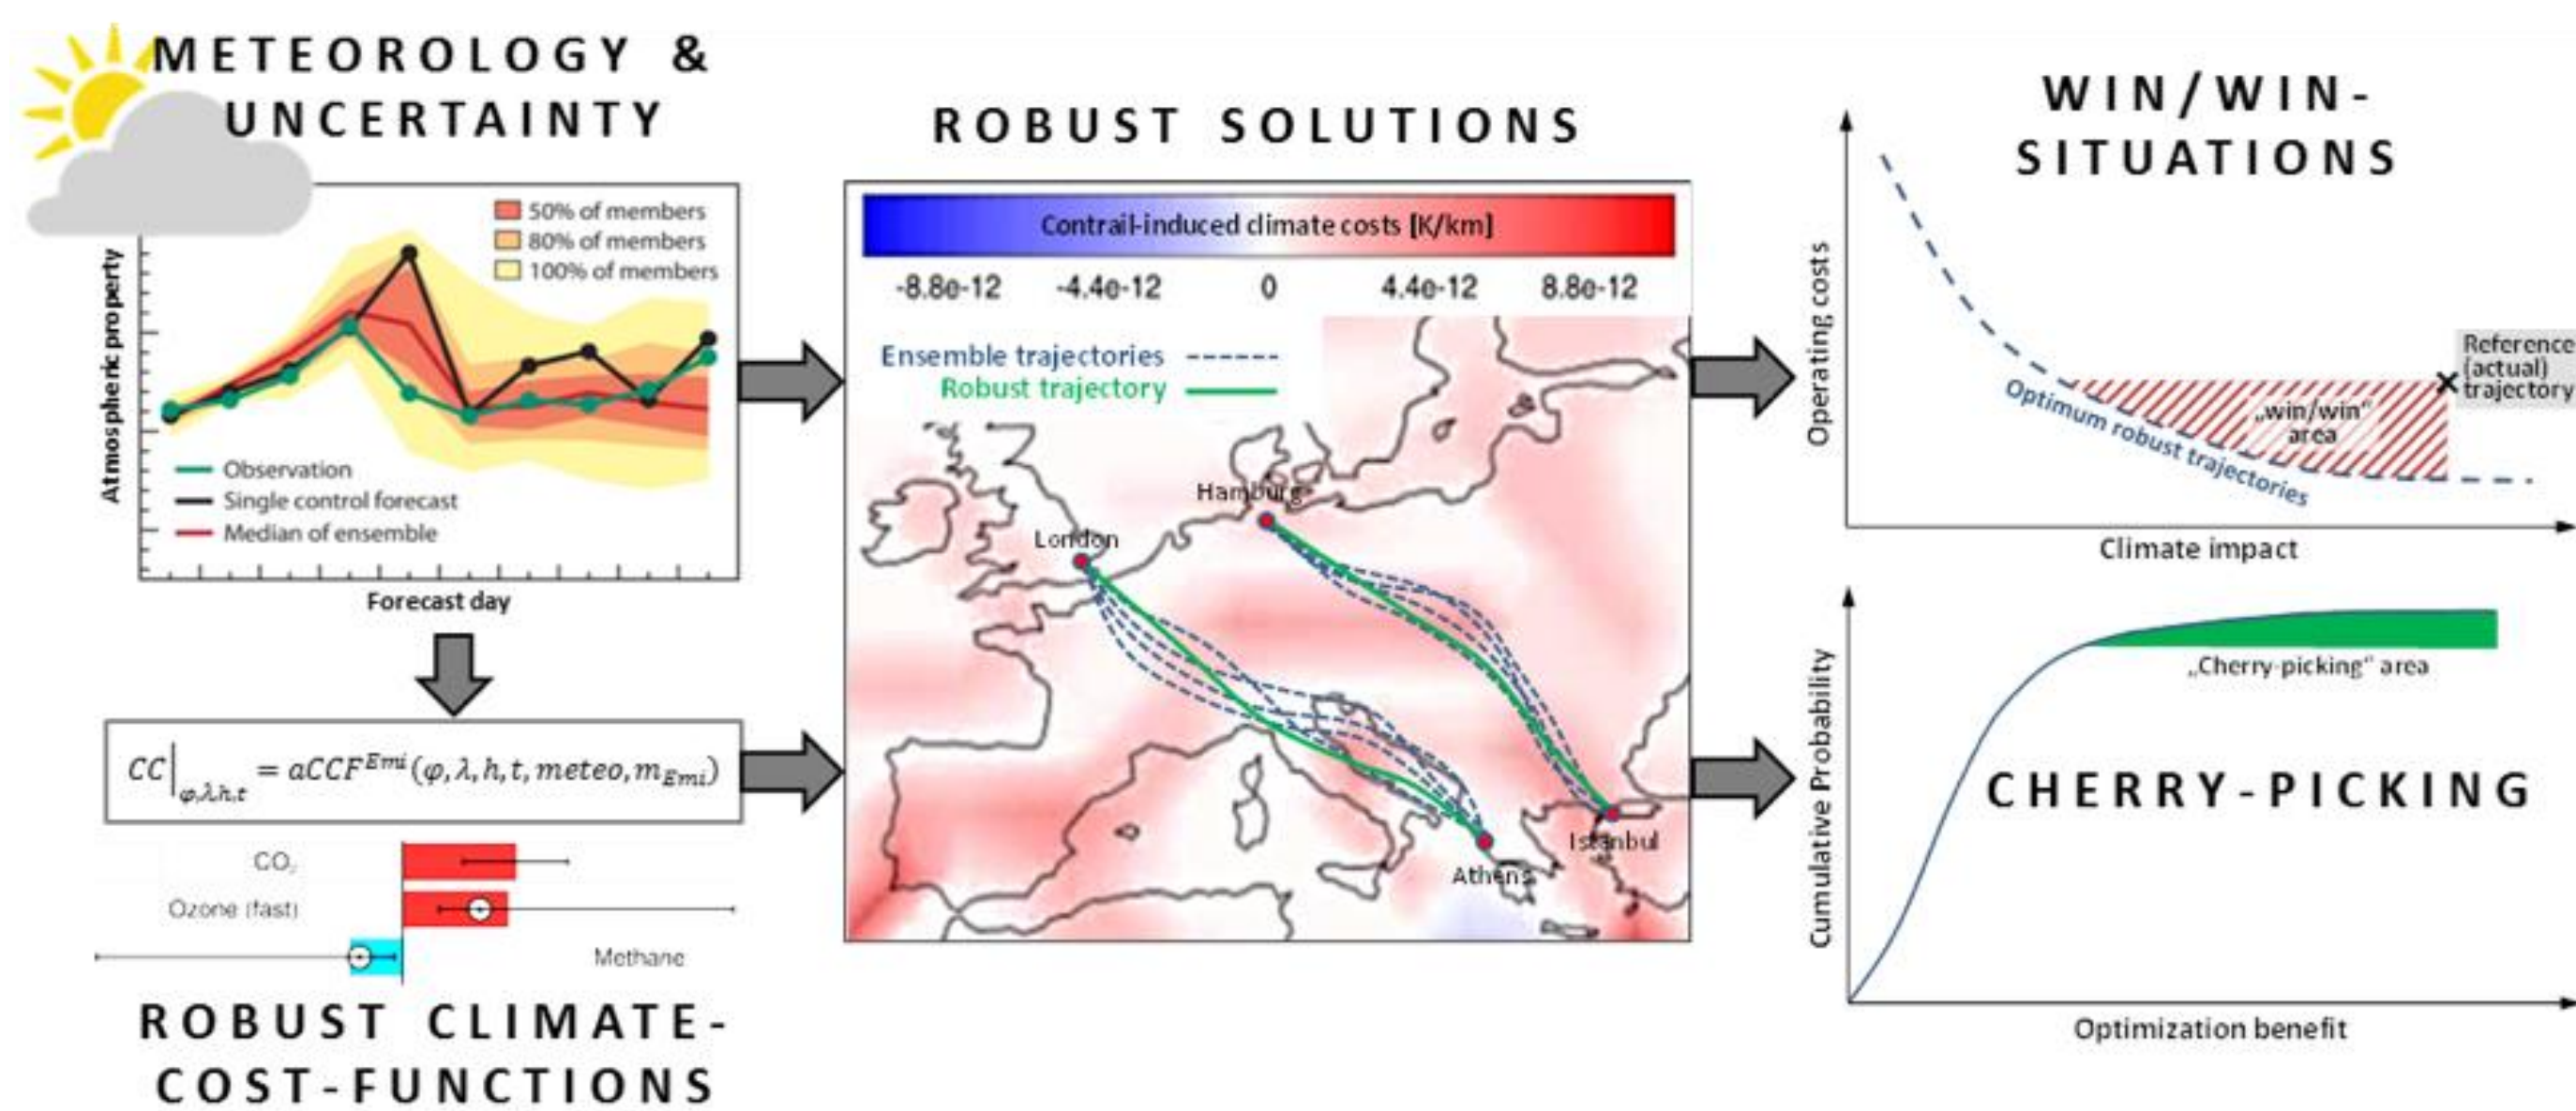 METEOROLOGY &
UNCERTAINTY
50% of members
80% of members
100% of members
Atmospheric property
Observation
Single control forecast
Median of ensemble
Forecast day
CC|φ,λ,h,t = aCCF^Emi(φ,λ,h,t,meteo,m_Emi)
CO₂
Ozone (fast)
Methane
ROBUST CLIMATE-
COST-FUNCTIONS
ROBUST SOLUTIONS
Contrail-induced climate costs [K/km]
-8.8e-12 -4.4e-12 0 4.4e-12 8.8e-12
Ensemble trajectories
Robust trajectory
Hamburg
London
Istanbul
Athens
WIN/WIN-
SITUATIONS
Operating costs
Reference
(actual)
trajectory
„win/win“
area
Optimum robust trajectories
Climate impact
Cumulative Probability
„Cherry-picking“ area
CHERRY-PICKING
Optimization benefit